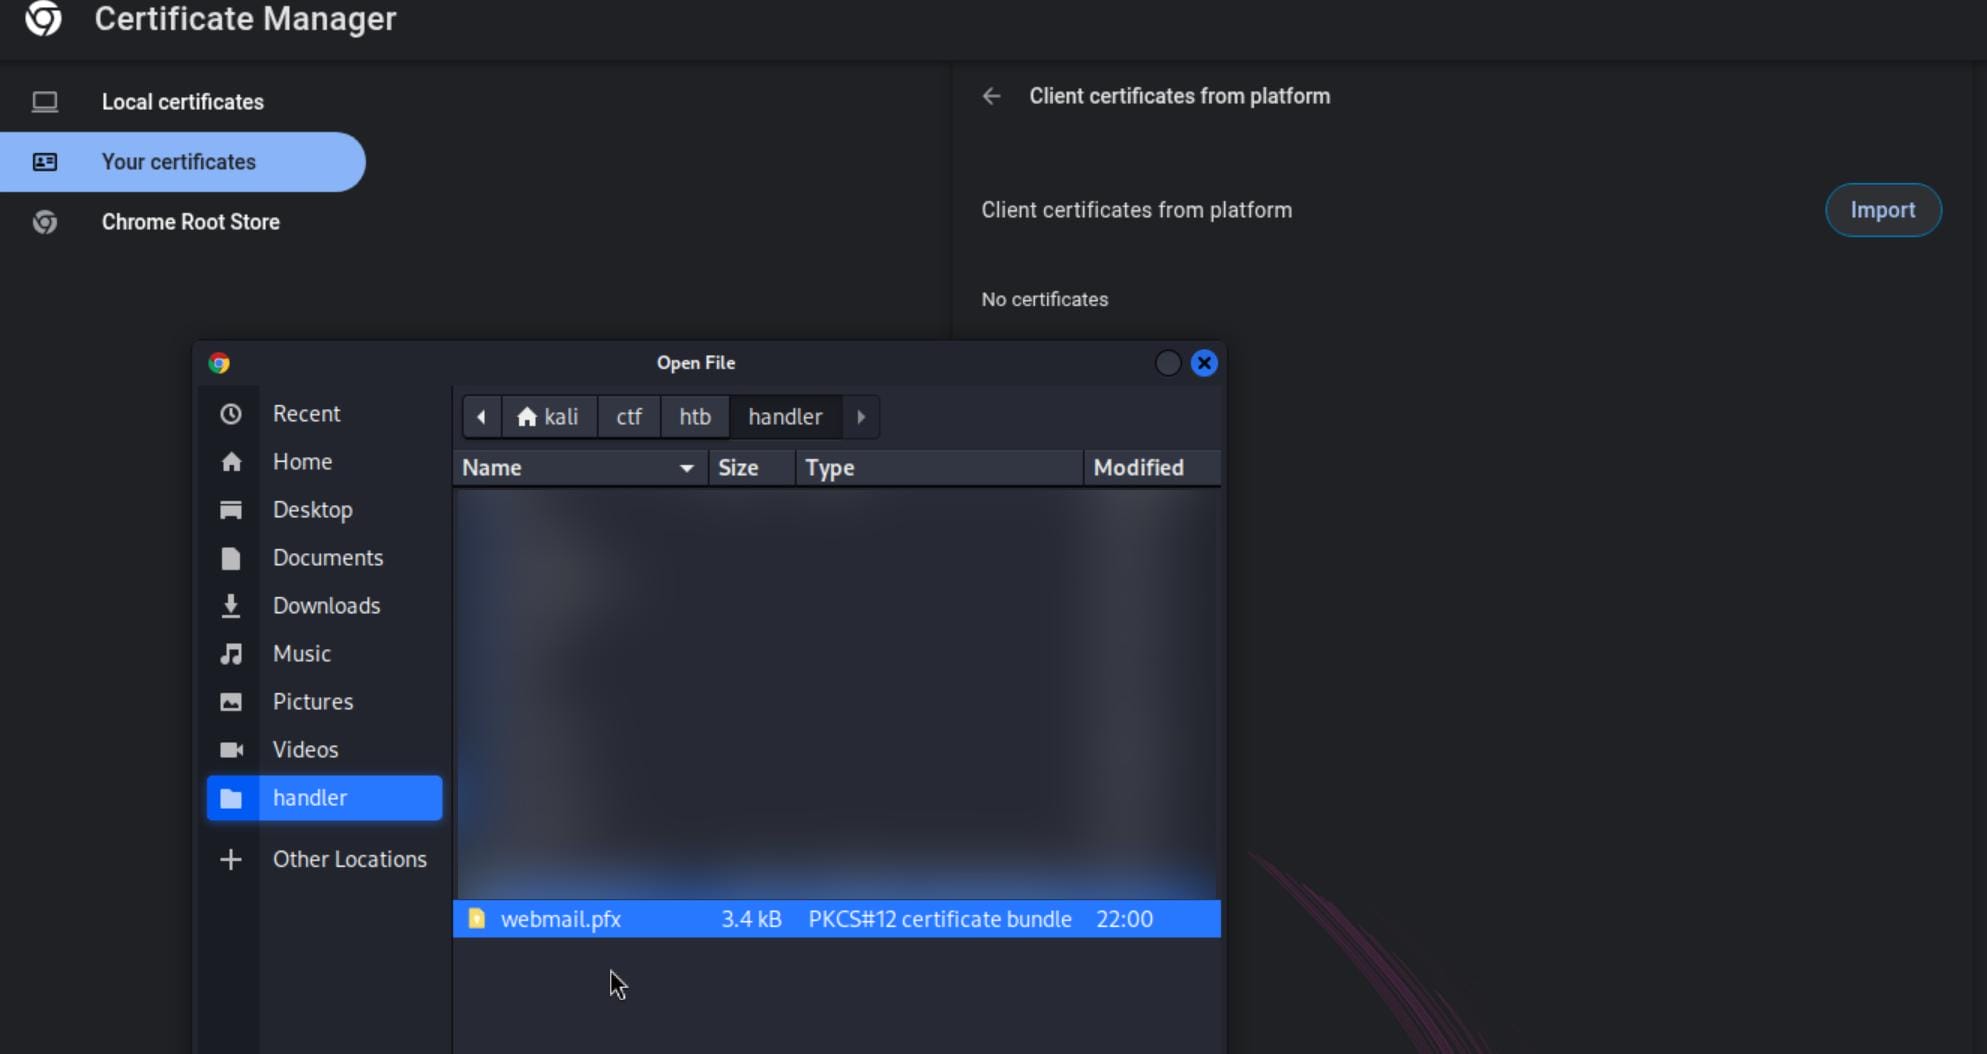 Certificate Manager
Local certificates
Your certificates
Chrome Root Store
Client certificates from platform
Client certificates from platform
Import
No certificates
Open File
Recent
Home
Desktop
Documents
Downloads
Music
Pictures
Videos
handler
Other Locations
kali ctf htb handler
Name Size Type Modified
webmail.pfx 3.4 kB PKCS#12 certificate bundle 22:00